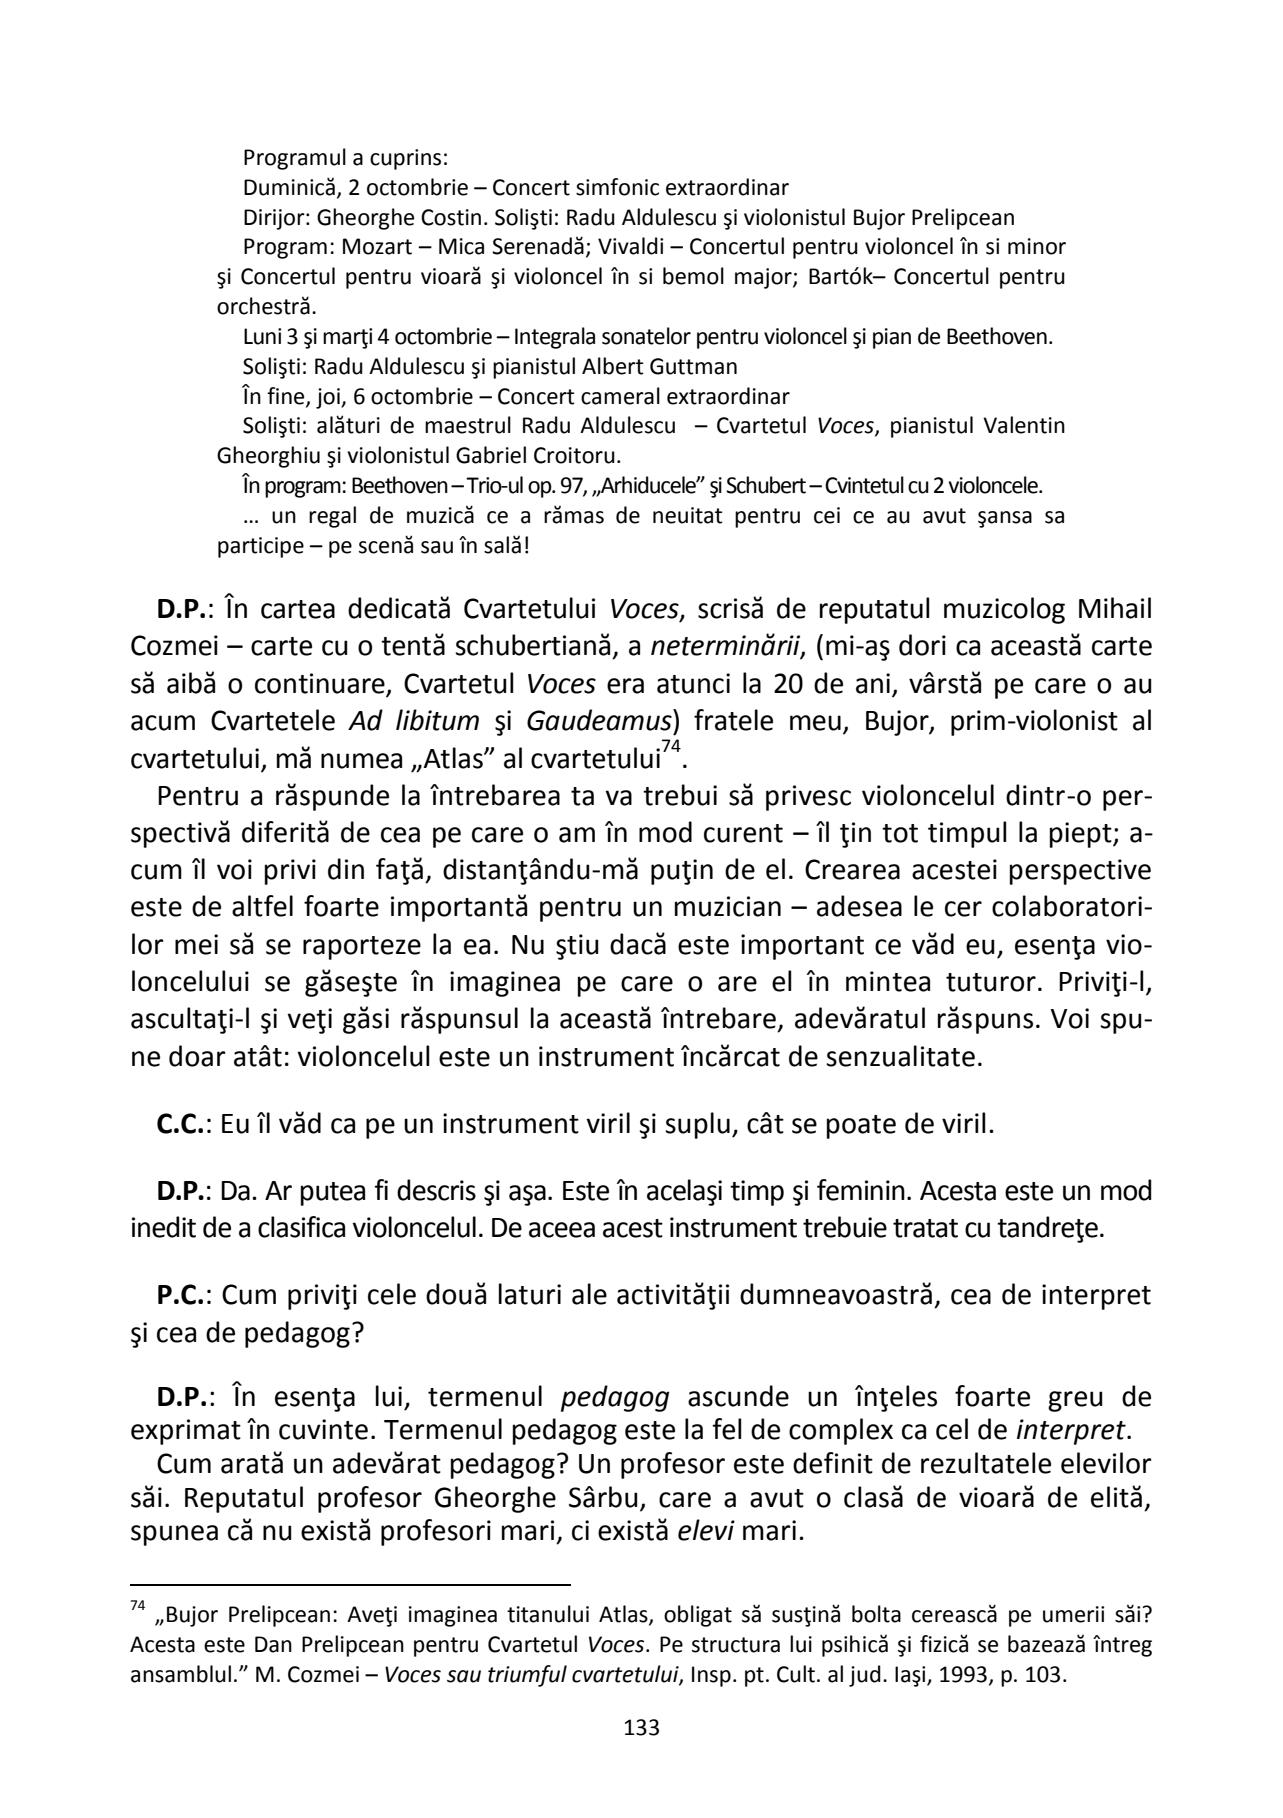 Programul a cuprins:
Duminică, 2 octombrie – Concert simfonic extraordinar
Dirijor: Gheorghe Costin. Solişti: Radu Aldulescu şi violonistul Bujor Prelipcean
Program: Mozart – Mica Serenadă; Vivaldi – Concertul pentru violoncel în si minor
şi Concertul pentru vioară şi violoncel în si bemol major; Bartók– Concertul pentru
orchestră.
Luni 3 şi marţi 4 octombrie – Integrala sonatelor pentru violoncel şi pian de Beethoven.
Solişti: Radu Aldulescu şi pianistul Albert Guttman
În fine, joi, 6 octombrie – Concert cameral extraordinar
Solişti: alături de maestrul Radu Aldulescu – Cvartetul Voces, pianistul Valentin
Gheorghiu şi violonistul Gabriel Croitoru.
În program: Beethoven – Trio-ul op. 97, „Arhiducele” şi Schubert – Cvintetul cu 2 violoncele.
... un regal de muzică ce a rămas de neuitat pentru cei ce au avut şansa sa
participe – pe scenă sau în sală!
D.P.: În cartea dedicată Cvartetului Voces, scrisă de reputatul muzicolog Mihail
Cozmei – carte cu o tentă schubertiană, a neterminării, (mi-aş dori ca această carte
să aibă o continuare, Cvartetul Voces era atunci la 20 de ani, vârstă pe care o au
acum Cvartetele Ad libitum şi Gaudeamus) fratele meu, Bujor, prim-violonist al
cvartetului, mă numea „Atlas” al cvartetului74.
Pentru a răspunde la întrebarea ta va trebui să privesc violoncelul dintr-o per-
spectivă diferită de cea pe care o am în mod curent – îl ţin tot timpul la piept; a-
cum îl voi privi din faţă, distanţându-mă puţin de el. Crearea acestei perspective
este de altfel foarte importantă pentru un muzician – adesea le cer colaboratori-
lor mei să se raporteze la ea. Nu ştiu dacă este important ce văd eu, esenţa vio-
loncelului se găseşte în imaginea pe care o are el în mintea tuturor. Priviţi-l,
ascultaţi-l şi veţi găsi răspunsul la această întrebare, adevăratul răspuns. Voi spu-
ne doar atât: violoncelul este un instrument încărcat de senzualitate.
C.C.: Eu îl văd ca pe un instrument viril şi suplu, cât se poate de viril.
D.P.: Da. Ar putea fi descris şi aşa. Este în acelaşi timp şi feminin. Acesta este un mod
inedit de a clasifica violoncelul. De aceea acest instrument trebuie tratat cu tandreţe.
P.C.: Cum priviţi cele două laturi ale activităţii dumneavoastră, cea de interpret
şi cea de pedagog?
D.P.: În esenţa lui, termenul pedagog ascunde un înţeles foarte greu de
exprimat în cuvinte. Termenul pedagog este la fel de complex ca cel de interpret.
Cum arată un adevărat pedagog? Un profesor este definit de rezultatele elevilor
săi. Reputatul profesor Gheorghe Sârbu, care a avut o clasă de vioară de elită,
spunea că nu există profesori mari, ci există elevi mari.
74 „Bujor Prelipcean: Aveţi imaginea titanului Atlas, obligat să susţină bolta cerească pe umerii săi?
Acesta este Dan Prelipcean pentru Cvartetul Voces. Pe structura lui psihică şi fizică se bazează întreg
ansamblul.” M. Cozmei – Voces sau triumful cvartetului, Insp. pt. Cult. al jud. Iaşi, 1993, p. 103.
133